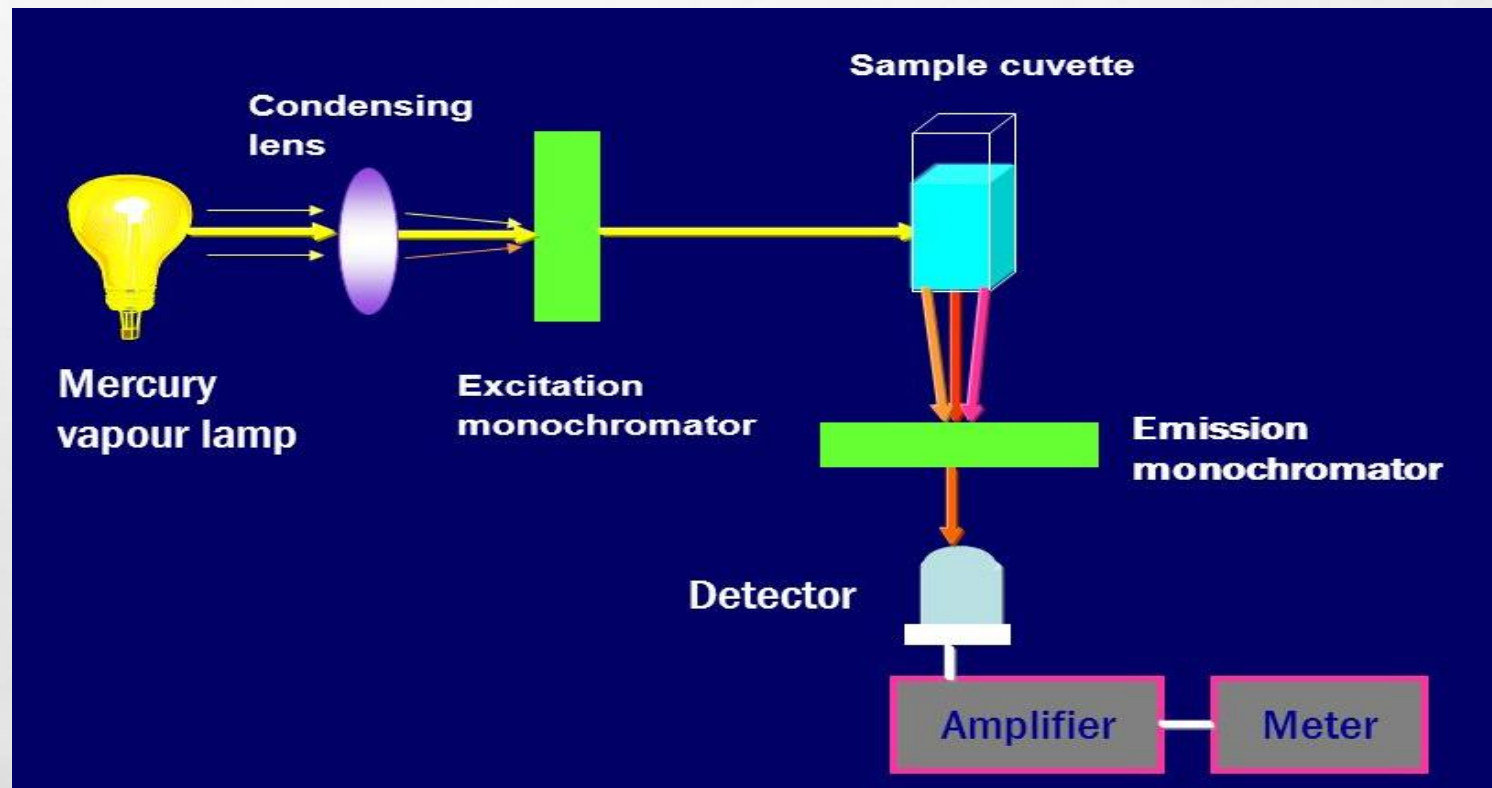 Sample cuvette
Condensing
lens
Mercury
vapour lamp
Excitation
monochromator
Emission
monochromator
Detector
Amplifier
Meter